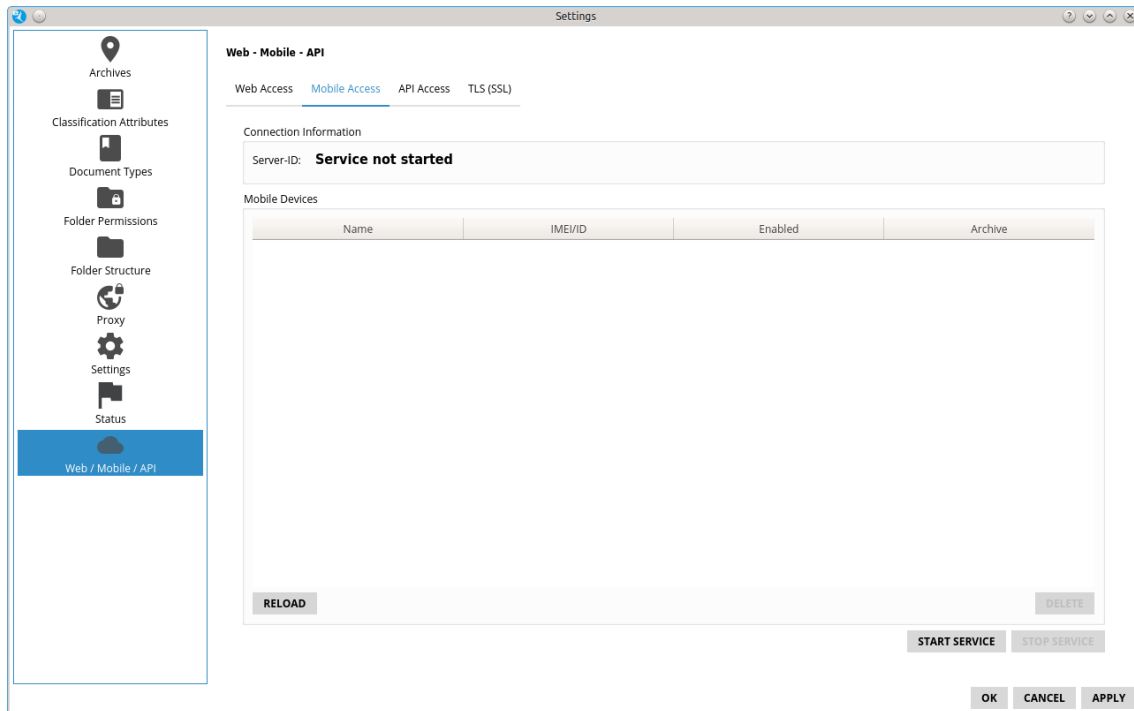 Settings
Archives
Classification Attributes
Document Types
Folder Permissions
Folder Structure
Proxy
Settings
Status
Web / Mobile / API
Web - Mobile - API
Web Access Mobile Access API Access TLS (SSL)
Connection Information
Server-ID: Service not started
Mobile Devices
Name IMEI/ID Enabled Archive
RELOAD DELETE
START SERVICE STOP SERVICE
OK CANCEL APPLY